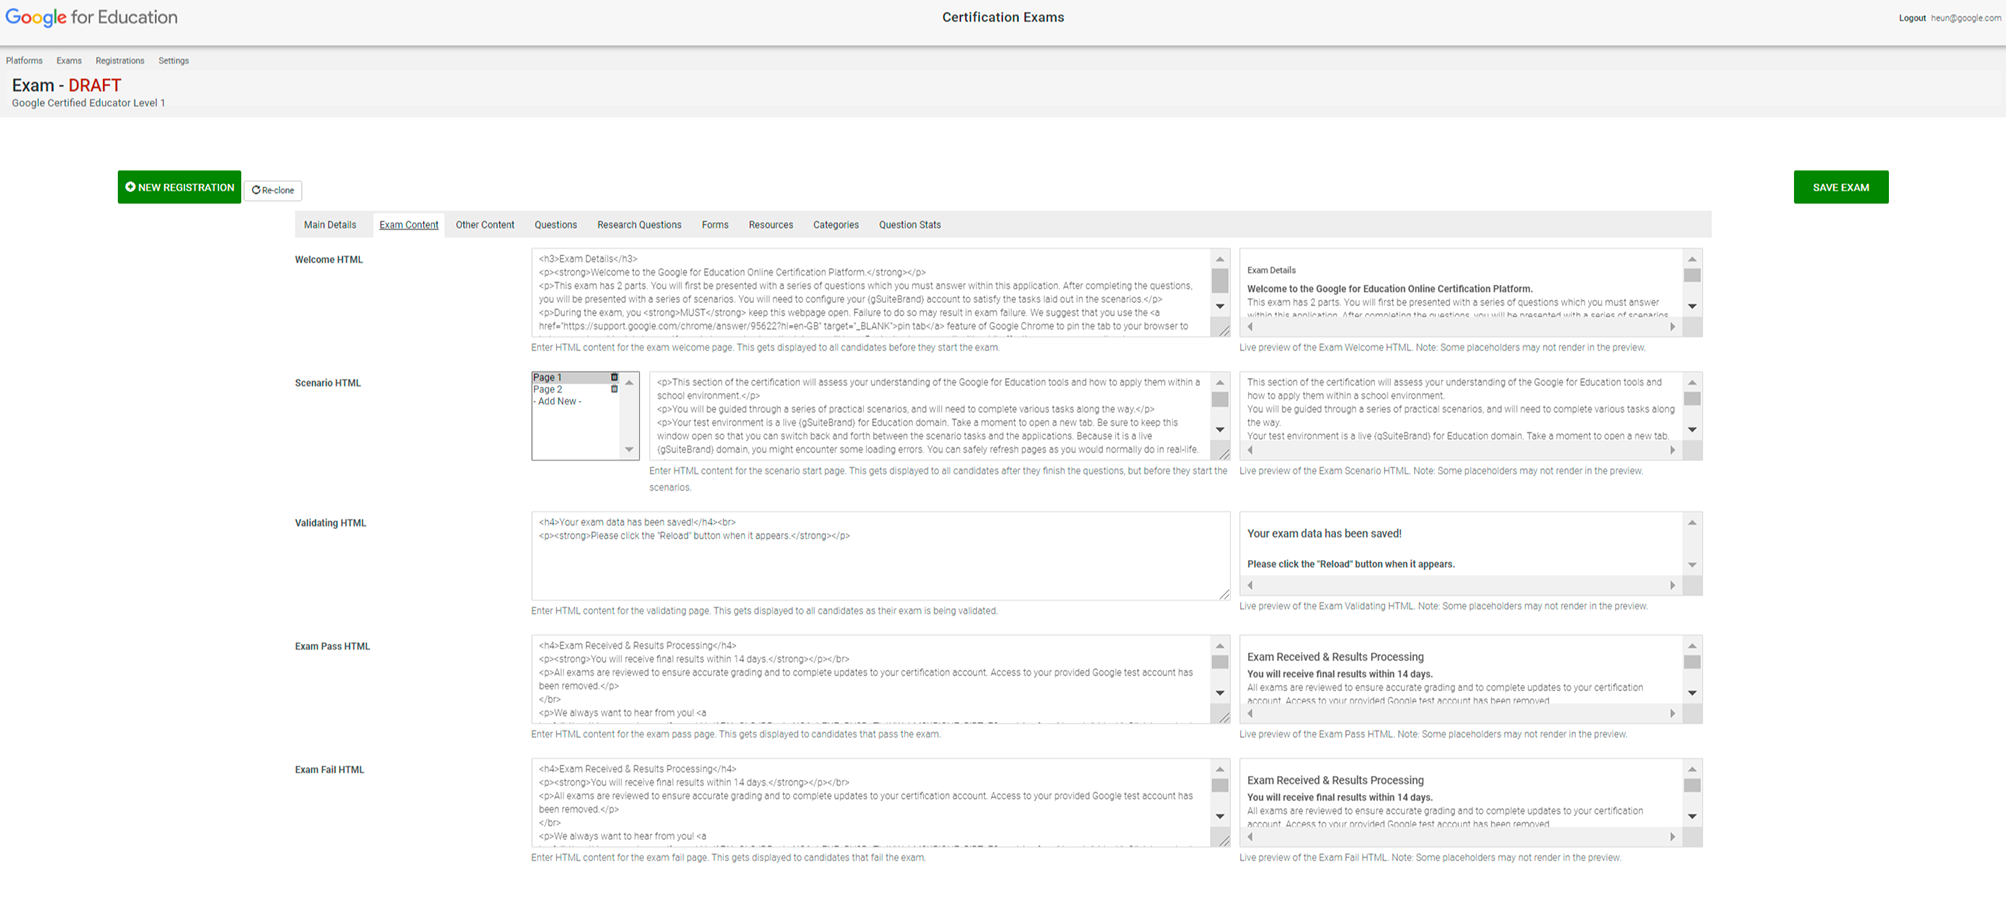 Google for Education
Certification Exams
Logout heun@google.com
Platforms Exams Registrations Settings
Exam - DRAFT
Google Certified Educator Level 1
NEW REGISTRATION
Re-clone
SAVE EXAM
Main Details Exam Content Other Content Questions Research Questions Forms Resources Categories Question Stats
Welcome HTML
<h3>Exam Details</h3>
<p><strong>Welcome to the Google for Education Online Certification Platform.</strong></p>
<p>This exam has 2 parts. You will first be presented with a series of questions which you must answer within this application. After completing the questions,
you will be presented with a series of scenarios. You will need to configure your {gSuiteBrand} account to satisfy the tasks laid out in the scenarios.</p>
<p>During the exam, you <strong>MUST</strong> keep this webpage open. Failure to do so may result in exam failure. We suggest that you use the <a
href="https://support.google.com/chrome/answer/95622?hl=en-GB" target="_BLANK">pin tab</a> feature of Google Chrome to pin the tab to your browser to
Enter HTML content for the exam welcome page. This gets displayed to all candidates before they start the exam.
Exam Details
Welcome to the Google for Education Online Certification Platform.
This exam has 2 parts. You will first be presented with a series of questions which you must answer
within this application. After completing the questions, you will be presented with a series of scenarios
Live preview of the Exam Welcome HTML. Note: Some placeholders may not render in the preview.
Scenario HTML
Page 1
Page 2
- Add New -
<p>This section of the certification will assess your understanding of the Google for Education tools and how to apply them within a
school environment.</p>
<p>You will be guided through a series of practical scenarios, and will need to complete various tasks along the way.</p>
<p>Your test environment is a live {gSuiteBrand} for Education domain. Take a moment to open a new tab. Be sure to keep this
window open so that you can switch back and forth between the scenario tasks and the applications. Because it is a live
{gSuiteBrand} domain, you might encounter some loading errors. You can safely refresh pages as you would normally do in real-life.
Enter HTML content for the scenario start page. This gets displayed to all candidates after they finish the questions, but before they start the
scenarios.
This section of the certification will assess your understanding of the Google for Education tools and
how to apply them within a school environment.
You will be guided through a series of practical scenarios, and will need to complete various tasks along
the way.
Your test environment is a live {gSuiteBrand} for Education domain. Take a moment to open a new tab.
Live preview of the Exam Scenario HTML. Note: Some placeholders may not render in the preview.
Validating HTML
<h4>Your exam data has been saved!</h4><br>
<p><strong>Please click the "Reload" button when it appears.</strong></p>
Enter HTML content for the validating page. This gets displayed to all candidates as their exam is being validated.
Your exam data has been saved!
Please click the "Reload" button when it appears.
Live preview of the Exam Validating HTML. Note: Some placeholders may not render in the preview.
Exam Pass HTML
<h4>Exam Received & Results Processing</h4>
<p><strong>You will receive final results within 14 days.</strong></p></br>
<p>All exams are reviewed to ensure accurate grading and to complete updates to your certification account. Access to your provided Google test account has
been removed.</p>
</br>
<p>We always want to hear from you! <a
Enter HTML content for the exam pass page. This gets displayed to candidates that pass the exam.
Exam Received & Results Processing
You will receive final results within 14 days.
All exams are reviewed to ensure accurate grading and to complete updates to your certification
account. Access to your provided Google test account has been removed
Live preview of the Exam Pass HTML. Note: Some placeholders may not render in the preview.
Exam Fail HTML
<h4>Exam Received & Results Processing</h4>
<p><strong>You will receive final results within 14 days.</strong></p></br>
<p>All exams are reviewed to ensure accurate grading and to complete updates to your certification account. Access to your provided Google test account has
been removed.</p>
</br>
<p>We always want to hear from you! <a
Enter HTML content for the exam fail page. This gets displayed to candidates that fail the exam.
Exam Received & Results Processing
You will receive final results within 14 days.
All exams are reviewed to ensure accurate grading and to complete updates to your certification
account. Access to your provided Google test account has been removed
Live preview of the Exam Fail HTML. Note: Some placeholders may not render in the preview.